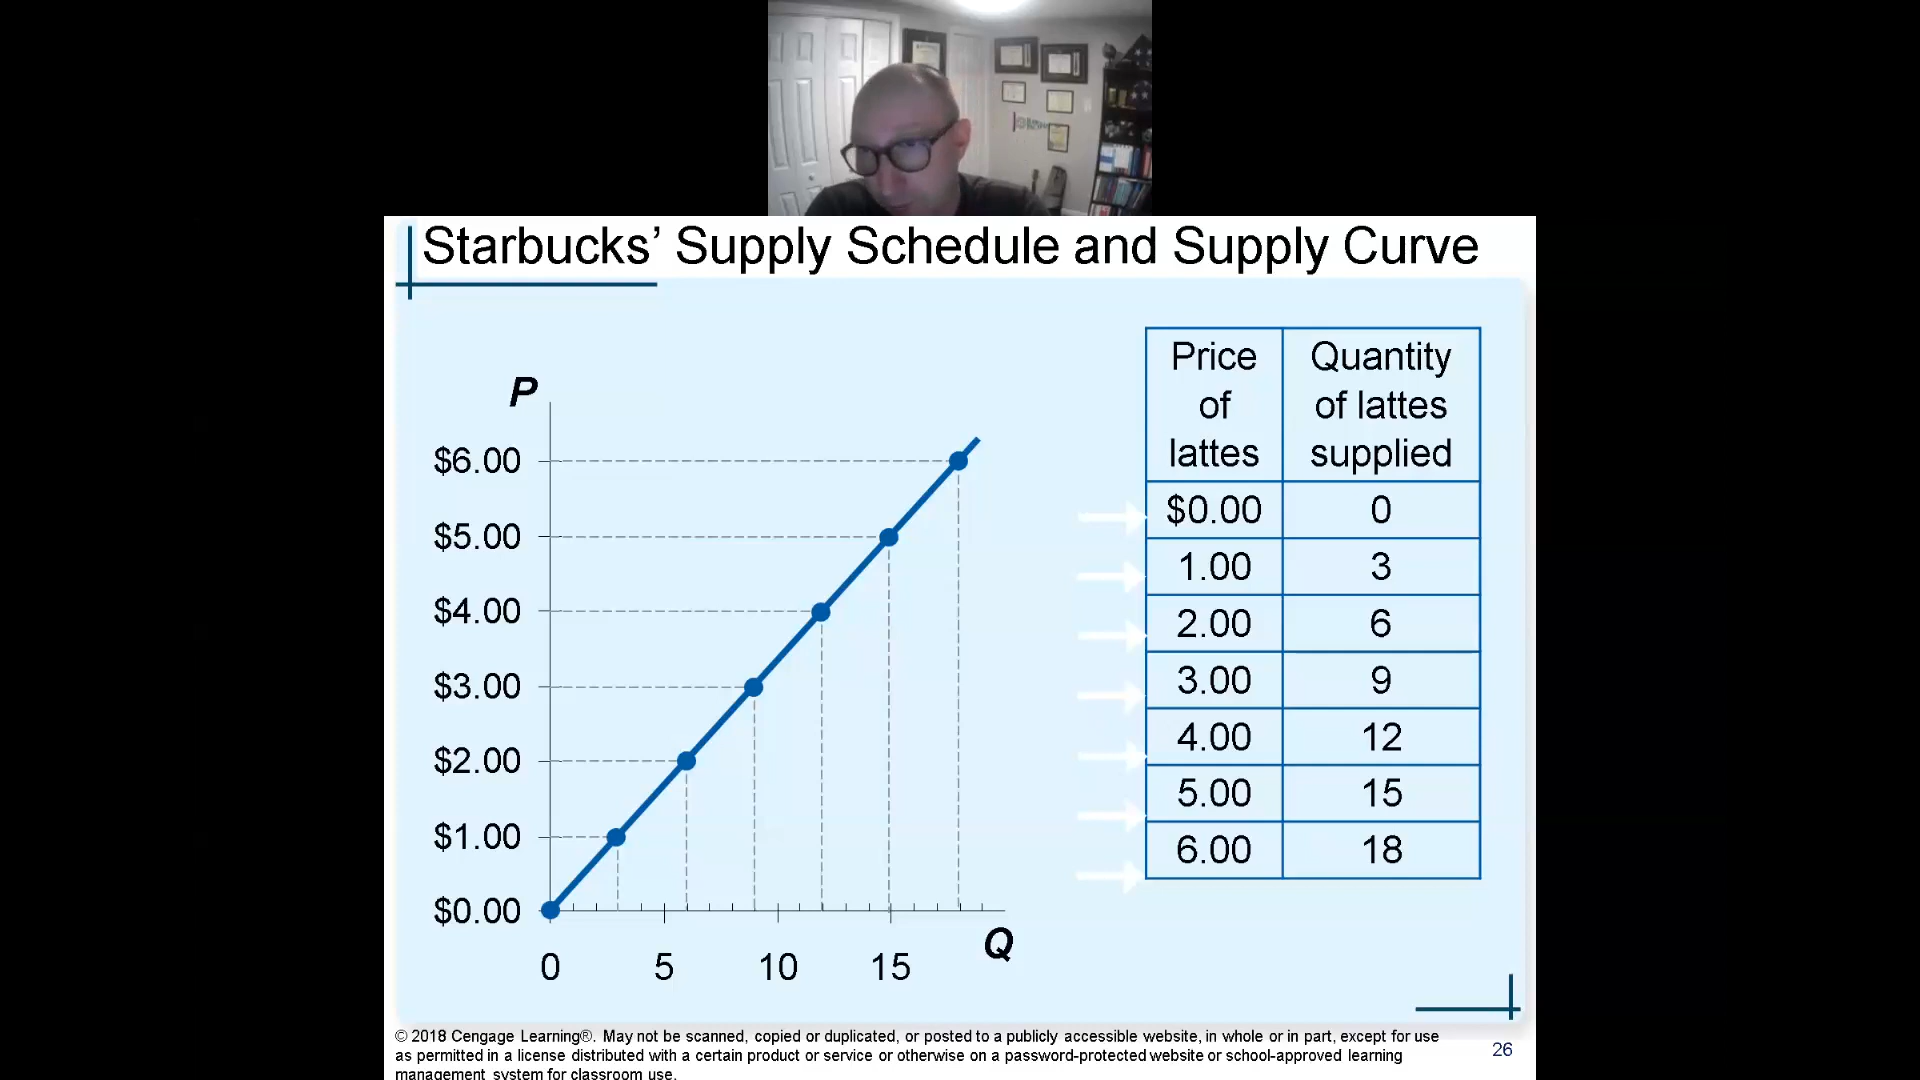 Starbucks’ Supply Schedule and Supply Curve
P
$6.00
$5.00
$4.00
$3.00
$2.00
$1.00
$0.00
0 5 10 15
Q
Price of lattes
Quantity of lattes supplied
$0.00 0
1.00 3
2.00 6
3.00 9
4.00 12
5.00 15
6.00 18
© 2018 Cengage Learning®. May not be scanned, copied or duplicated, or posted to a publicly accessible website, in whole or in part, except for use
as permitted in a license distributed with a certain product or service or otherwise on a password-protected website or school-approved learning
management system for classroom use.
26